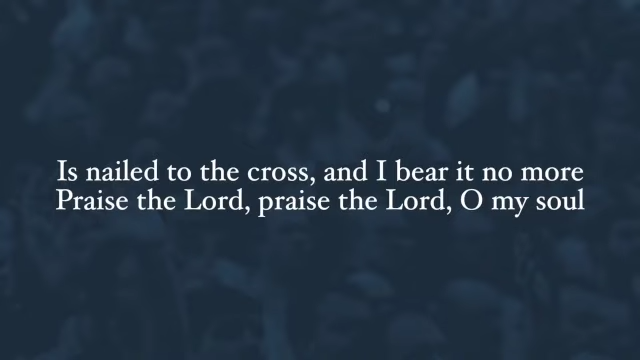 Is nailed to the cross, and I bear it no more
Praise the Lord, praise the Lord, O my soul